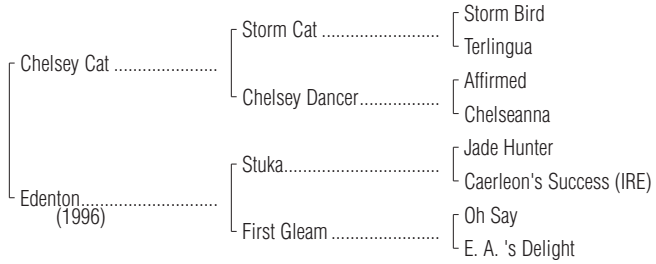 Storm Bird
Storm Cat ........................
Terlingua
Chelsey Cat .....................
Affirmed
Chelsey Dancer................
Chelseanna
Jade Hunter
Stuka...............................
Caerleon's Success (IRE)
Edenton...........................
(1996)
Oh Say
First Gleam ......................
E. A. 's Delight